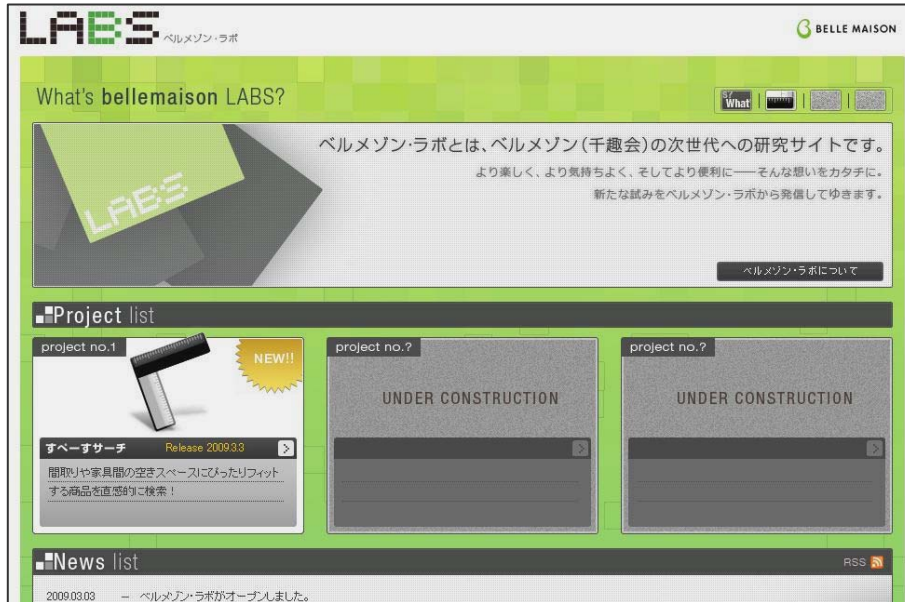 LABS ベルメゾン・ラボ
BELLE MAISON
What's bellemaison LABS?
What
LABS
ベルメゾン・ラボとは、ベルメゾン(千趣会)の次世代への研究サイトです。
より楽しく、より気持ちよく、そしてより便利に――そんな想いをカタチに。
新たな試みをベルメゾン・ラボから発信してゆきます。
ベルメゾン・ラボについて
Project list
project no.1
NEW!!
すぺーすサーチ Release 2009.3.3
間取りや家具間の空きスペースにぴったりフィット
する商品を直感的に検索!
project no.?
UNDER CONSTRUCTION
project no.?
UNDER CONSTRUCTION
News list
RSS
2009.03.03 － ベルメゾン・ラボがオープンしました。